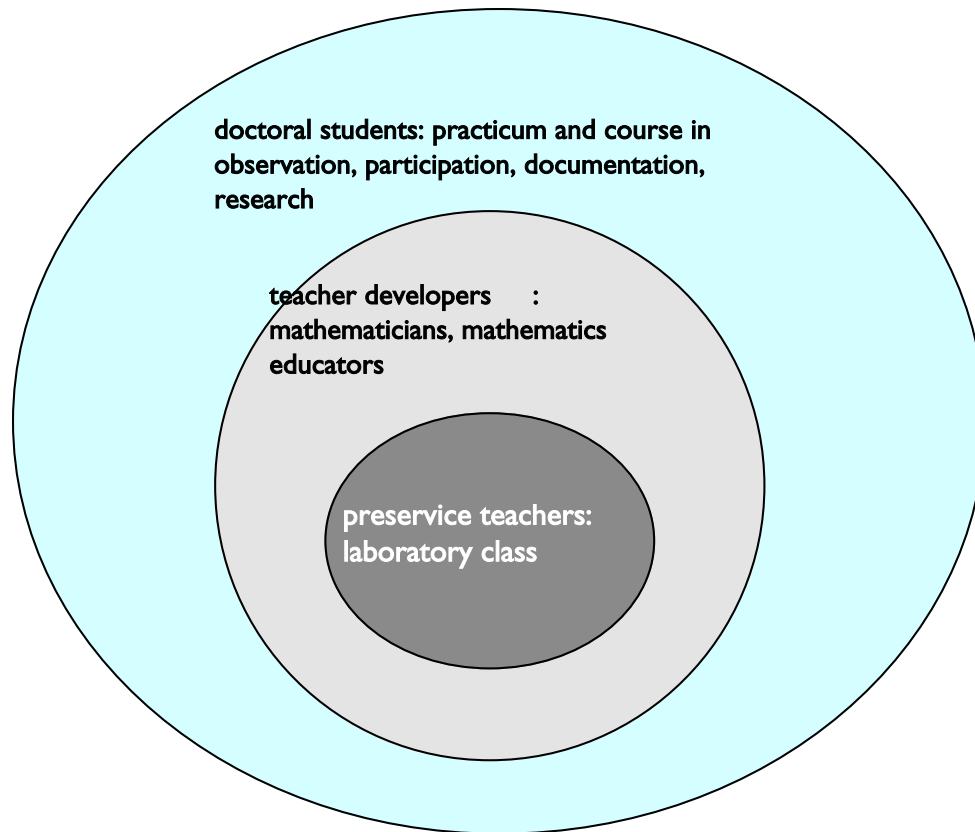 doctoral students: practicum and course in
observation, participation, documentation,
research
teacher developers :
mathematicians, mathematics
educators
preservice teachers:
laboratory class